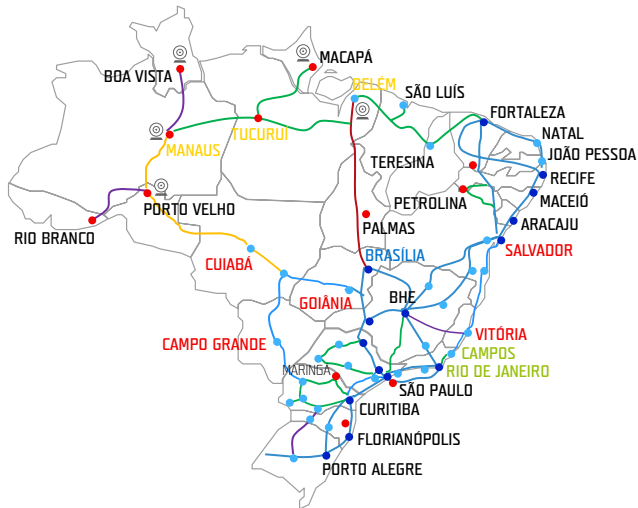 MACAPÁ
BOA VISTA
BELÉM
SÃO LUÍS
FORTALEZA
TUCURUÍ
NATAL
MANAUS
TERESINA
JOÃO PESSOA
RECIFE
PETROLINA
MACEIÓ
PORTO VELHO
ARACAJU
PALMAS
RIO BRANCO
SALVADOR
BRASÍLIA
CUIABÁ
GOIÂNIA
BHE
VITÓRIA
CAMPO GRANDE
CAMPOS
MARINGÁ
RIO DE JANEIRO
SÃO PAULO
CURITIBA
FLORIANÓPOLIS
PORTO ALEGRE